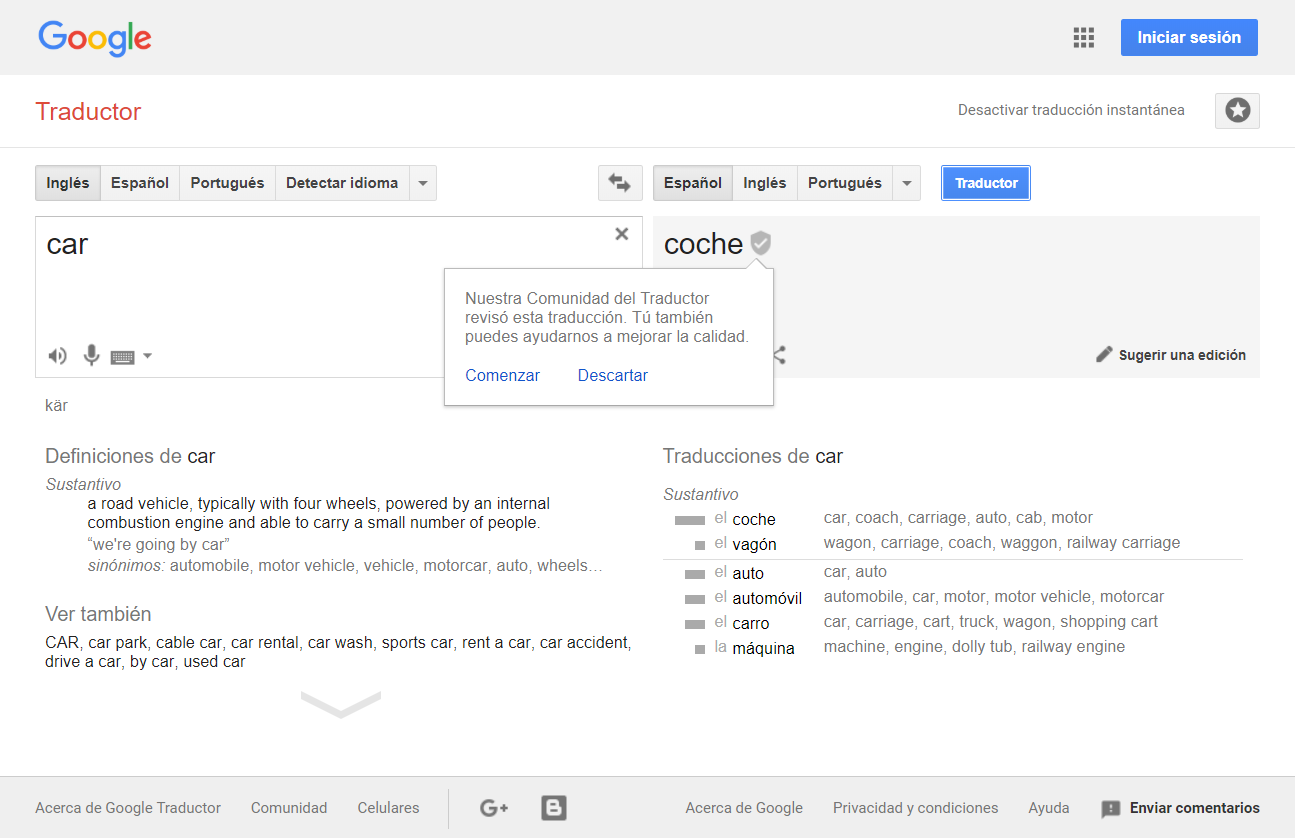 Google
Iniciar sesión
Traductor
Desactivar traducción instantánea
Inglés Español Portugués Detectar idioma
Español Inglés Portugués Traductor
car
coche
Nuestra Comunidad del Traductor
revisó esta traducción. Tú también
puedes ayudarnos a mejorar la calidad.
Comenzar Descartar
Sugerir una edición
kär
Definiciones de car
Sustantivo
a road vehicle, typically with four wheels, powered by an internal
combustion engine and able to carry a small number of people.
“we're going by car”
sinónimos: automobile, motor vehicle, vehicle, motorcar, auto, wheels…
Ver también
CAR, car park, cable car, car rental, car wash, sports car, rent a car, car accident,
drive a car, by car, used car
Traducciones de car
Sustantivo
el coche car, coach, carriage, auto, cab, motor
el vagón wagon, carriage, coach, waggon, railway carriage
el auto car, auto
el automóvil automobile, car, motor, motor vehicle, motorcar
el carro car, carriage, cart, truck, wagon, shopping cart
la máquina machine, engine, dolly tub, railway engine
Acerca de Google Traductor Comunidad Celulares G+ B Acerca de Google Privacidad y condiciones Ayuda Enviar comentarios